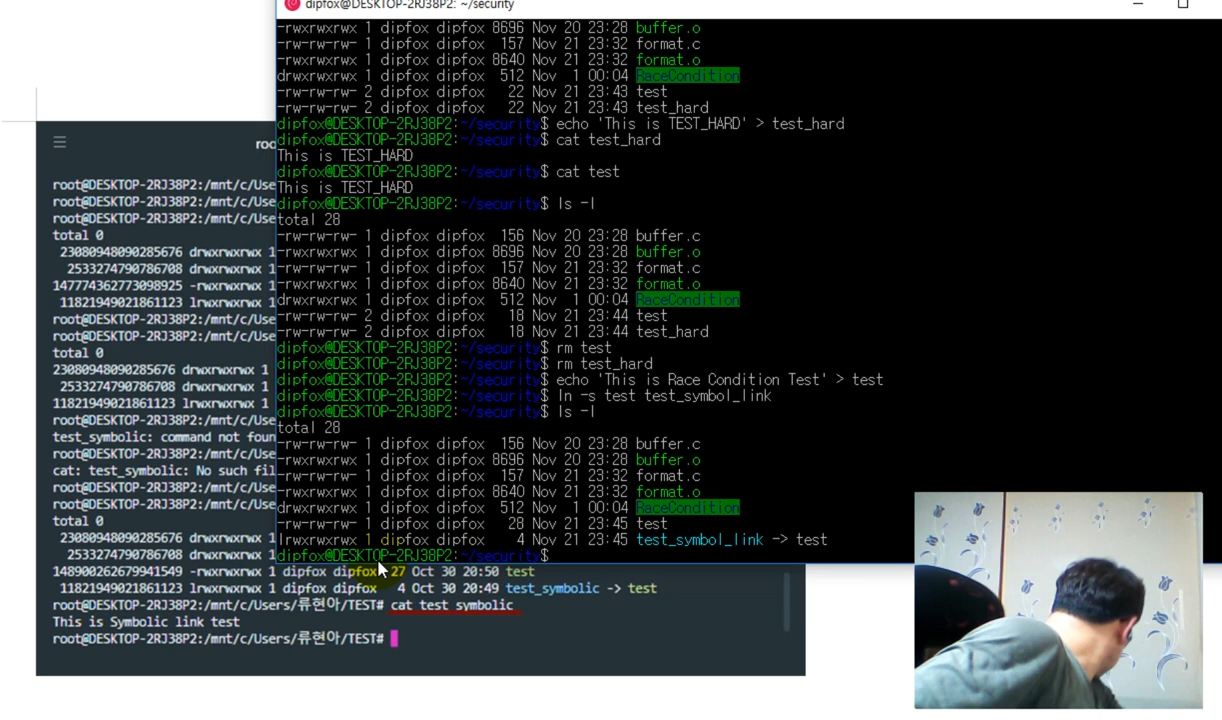 dipfox@DESKTOP-2RJ38P2: ~/security
-rwxrwxrwx 1 dipfox dipfox 8696 Nov 20 23:28 buffer.o
-rw-rw-rw- 1 dipfox dipfox 157 Nov 21 23:32 format.c
-rwxrwxrwx 1 dipfox dipfox 8640 Nov 21 23:32 format.o
drwxrwxrwx 1 dipfox dipfox 512 Nov 1 00:04 RaceCondition
-rw-rw-rw- 2 dipfox dipfox 22 Nov 21 23:43 test
-rw-rw-rw- 2 dipfox dipfox 22 Nov 21 23:43 test_hard
dipfox@DESKTOP-2RJ38P2:~/security$ echo 'This is TEST_HARD' > test_hard
dipfox@DESKTOP-2RJ38P2:~/security$ cat test_hard
This is TEST_HARD
dipfox@DESKTOP-2RJ38P2:~/security$ cat test
This is TEST_HARD
dipfox@DESKTOP-2RJ38P2:~/security$ ls -l
total 28
-rw-rw-rw- 1 dipfox dipfox 156 Nov 20 23:28 buffer.c
-rwxrwxrwx 1 dipfox dipfox 8696 Nov 20 23:28 buffer.o
-rw-rw-rw- 1 dipfox dipfox 157 Nov 21 23:32 format.c
-rwxrwxrwx 1 dipfox dipfox 8640 Nov 21 23:32 format.o
drwxrwxrwx 1 dipfox dipfox 512 Nov 1 00:04 RaceCondition
-rw-rw-rw- 2 dipfox dipfox 18 Nov 21 23:44 test
-rw-rw-rw- 2 dipfox dipfox 18 Nov 21 23:44 test_hard
dipfox@DESKTOP-2RJ38P2:~/security$ rm test
dipfox@DESKTOP-2RJ38P2:~/security$ rm test_hard
dipfox@DESKTOP-2RJ38P2:~/security$ echo 'This is Race Condition Test' > test
dipfox@DESKTOP-2RJ38P2:~/security$ ln -s test test_symbol_link
dipfox@DESKTOP-2RJ38P2:~/security$ ls -l
total 28
-rw-rw-rw- 1 dipfox dipfox 156 Nov 20 23:28 buffer.c
-rwxrwxrwx 1 dipfox dipfox 8696 Nov 20 23:28 buffer.o
-rw-rw-rw- 1 dipfox dipfox 157 Nov 21 23:32 format.c
-rwxrwxrwx 1 dipfox dipfox 8640 Nov 21 23:32 format.o
drwxrwxrwx 1 dipfox dipfox 512 Nov 1 00:04 RaceCondition
-rw-rw-rw- 1 dipfox dipfox 28 Nov 21 23:45 test
lrwxrwxrwx 1 dipfox dipfox 4 Nov 21 23:45 test_symbol_link -> test
dipfox@DESKTOP-2RJ38P2:~/security$
roo
root@DESKTOP-2RJ38P2:/mnt/c/Use
root@DESKTOP-2RJ38P2:/mnt/c/Use
root@DESKTOP-2RJ38P2:/mnt/c/Use
total 0
23080948090285676 drwxrwxrwx 1
2533274790786708 drwxrwxrwx 1
147774362773098925 -rwxrwxrwx 1
11821949021861123 lrwxrwxrwx 1
root@DESKTOP-2RJ38P2:/mnt/c/Use
root@DESKTOP-2RJ38P2:/mnt/c/Use
total 0
23080948090285676 drwxrwxrwx 1
2533274790786708 drwxrwxrwx 1
11821949021861123 lrwxrwxrwx 1
root@DESKTOP-2RJ38P2:/mnt/c/Use
test_symbolic: command not foun
root@DESKTOP-2RJ38P2:/mnt/c/Use
cat: test_symbolic: No such fil
root@DESKTOP-2RJ38P2:/mnt/c/Use
root@DESKTOP-2RJ38P2:/mnt/c/Use
total 0
23080948090285676 drwxrwxrwx 1
2533274790786708 drwxrwxrwx 1
148900262679941549 -rwxrwxrwx 1 dipfox dipfox 27 Oct 30 20:50 test
11821949021861123 lrwxrwxrwx 1 dipfox dipfox 4 Oct 30 20:49 test_symbolic -> test
root@DESKTOP-2RJ38P2:/mnt/c/Users/류현아/TEST# cat test symbolic
This is Symbolic link test
root@DESKTOP-2RJ38P2:/mnt/c/Users/류현아/TEST#